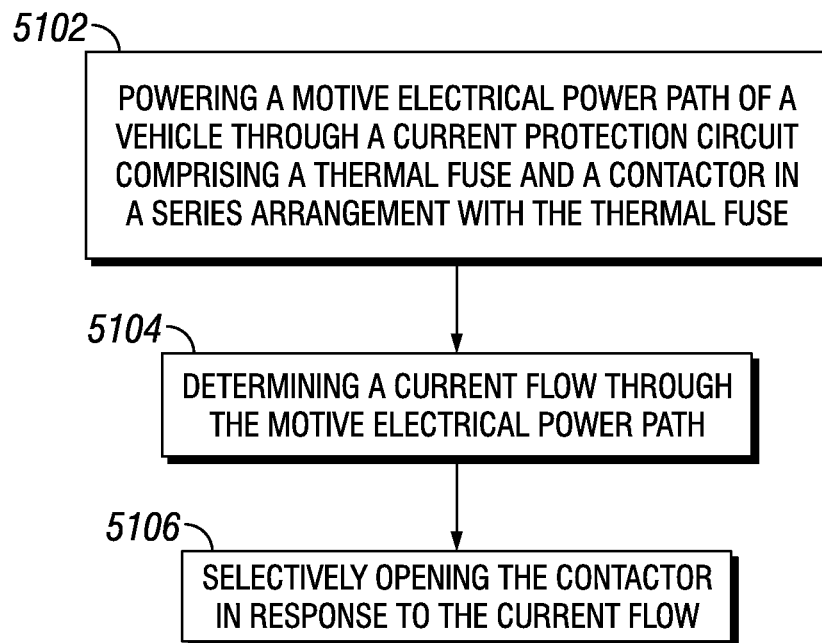 5102
POWERING A MOTIVE ELECTRICAL POWER PATH OF A
VEHICLE THROUGH A CURRENT PROTECTION CIRCUIT
COMPRISING A THERMAL FUSE AND A CONTACTOR IN
A SERIES ARRANGEMENT WITH THE THERMAL FUSE
5104
DETERMINING A CURRENT FLOW THROUGH
THE MOTIVE ELECTRICAL POWER PATH
5106
SELECTIVELY OPENING THE CONTACTOR
IN RESPONSE TO THE CURRENT FLOW